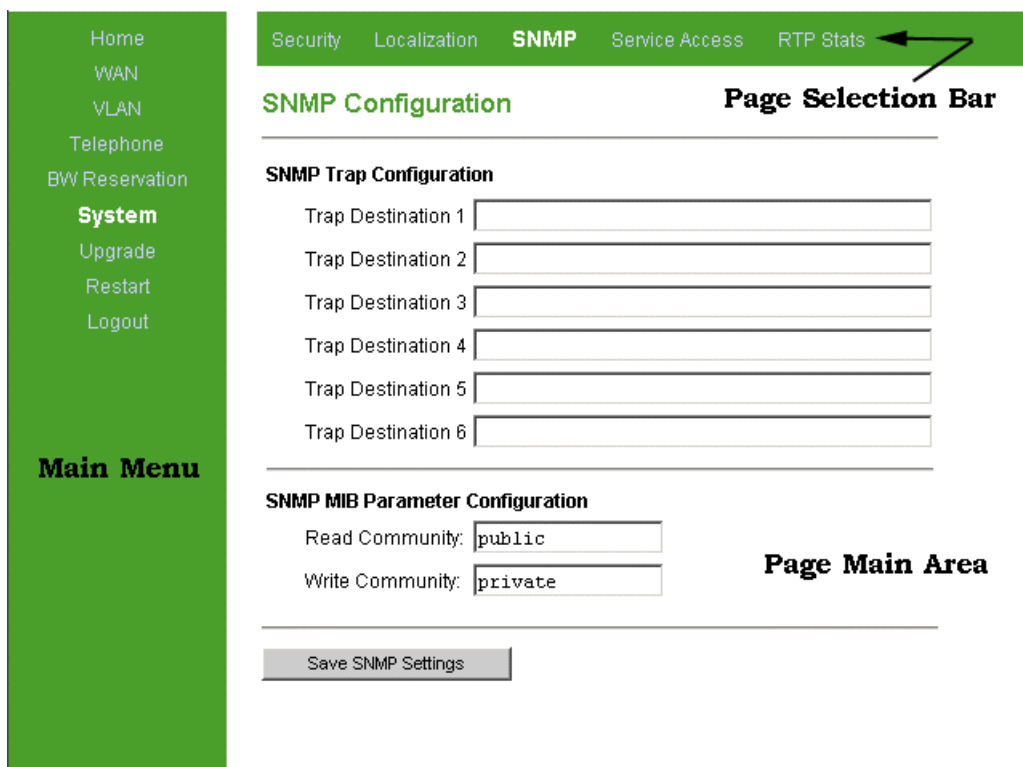 Home
WAN
VLAN
Telephone
BW Reservation
System
Upgrade
Restart
Logout
Main Menu
Security Localization SNMP Service Access RTP Stats
Page Selection Bar
SNMP Configuration
SNMP Trap Configuration
Trap Destination 1
Trap Destination 2
Trap Destination 3
Trap Destination 4
Trap Destination 5
Trap Destination 6
SNMP MIB Parameter Configuration
Read Community: public
Write Community: private
Page Main Area
Save SNMP Settings